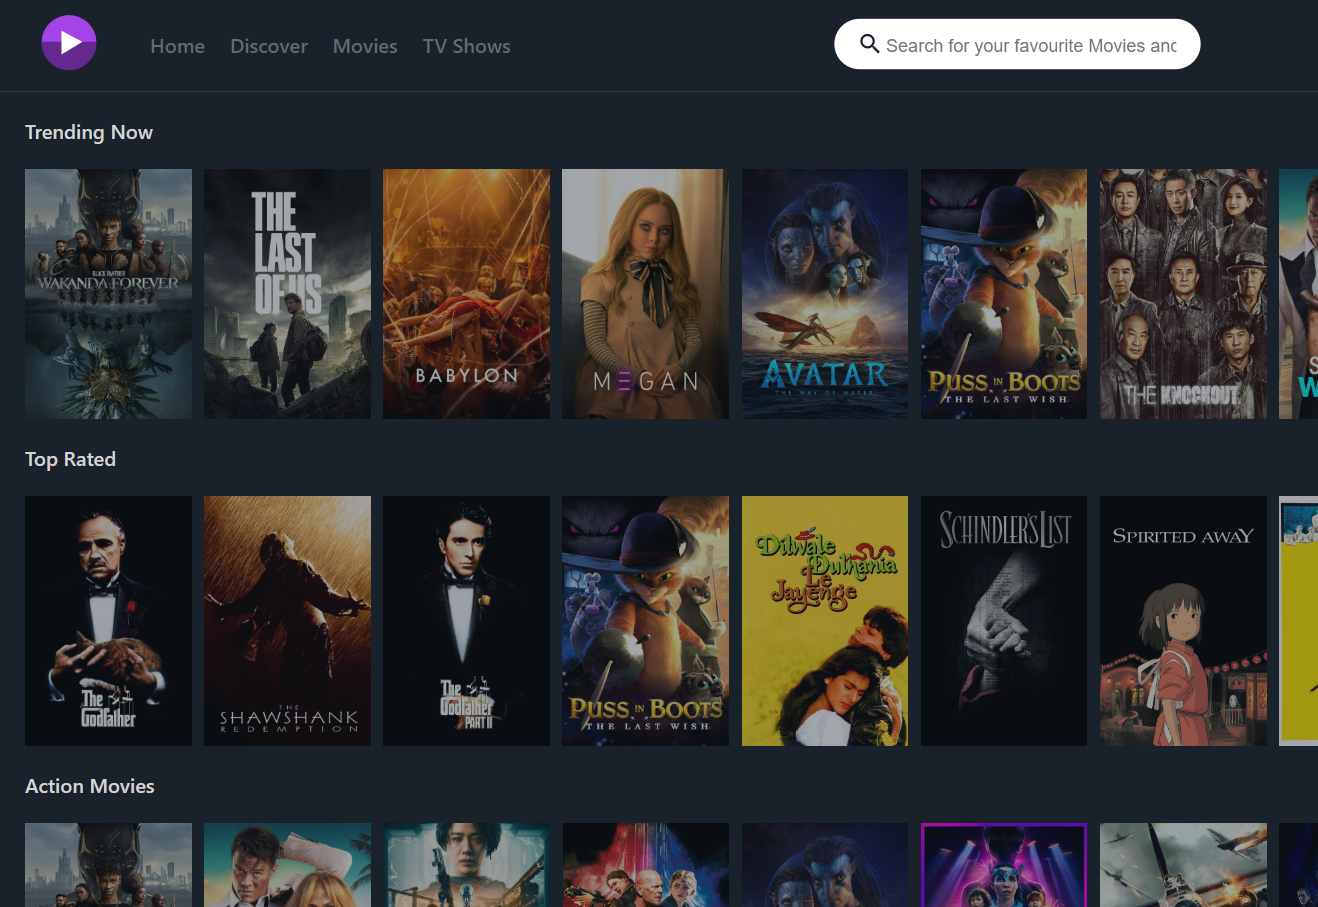 Home Discover Movies TV Shows
Search for your favourite Movies and
Trending Now
BLACK PANTHER
WAKANDA FOREVER
THE
LAST
OF US
BABYLON
M3GAN
AVATAR
THE WAY OF WATER
PUSS IN BOOTS
THE LAST WISH
THE KNOCKOUT
S
W
Top Rated
The
Godfather
THE
SHAWSHANK
REDEMPTION
The
Godfather
PART II
PUSS IN BOOTS
THE LAST WISH
Dilwale
Dulhania
Le
Jayenge
SCHINDLER'S LIST
SPIRITED AWAY
Action Movies